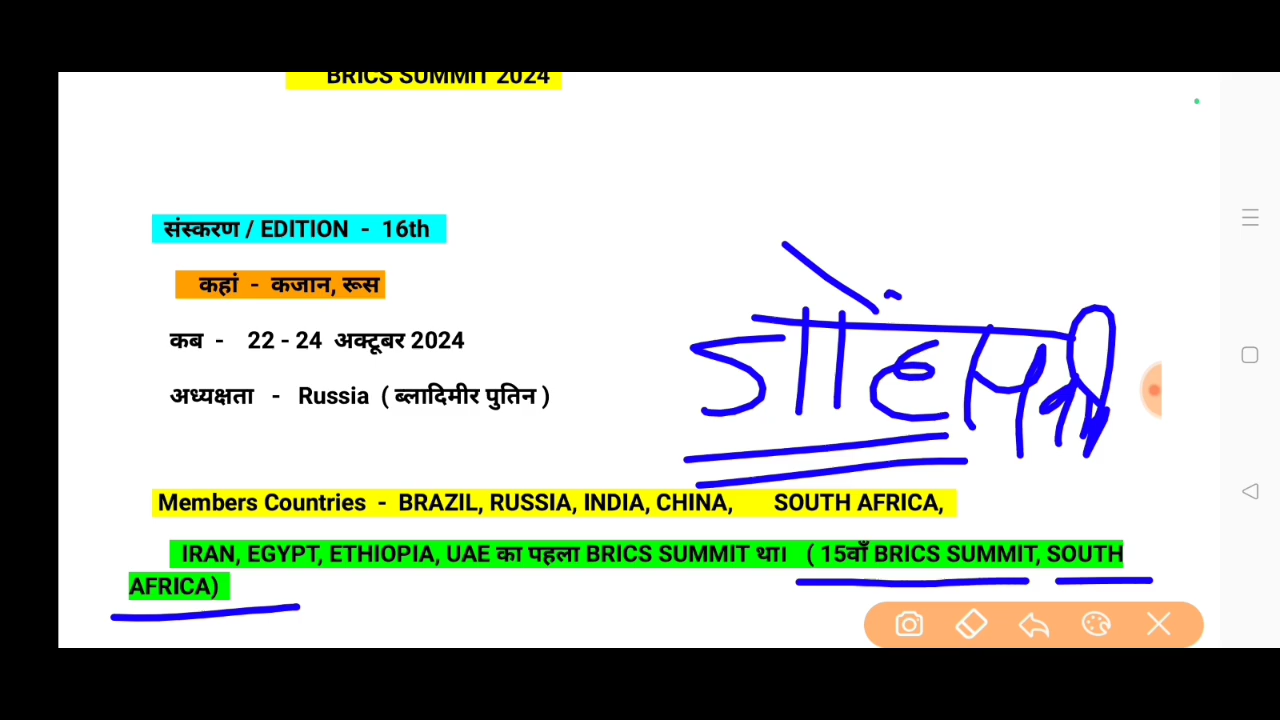 BRICS SUMMIT 2024
संस्करण / EDITION - 16th
कहां - कजान, रूस
कब - 22 - 24 अक्टूबर 2024
अध्यक्षता - Russia ( ब्लादिमीर पुतिन )
Members Countries - BRAZIL, RUSSIA, INDIA, CHINA, SOUTH AFRICA,
IRAN, EGYPT, ETHIOPIA, UAE का पहला BRICS SUMMIT था। ( 15वाँ BRICS SUMMIT, SOUTH
AFRICA)